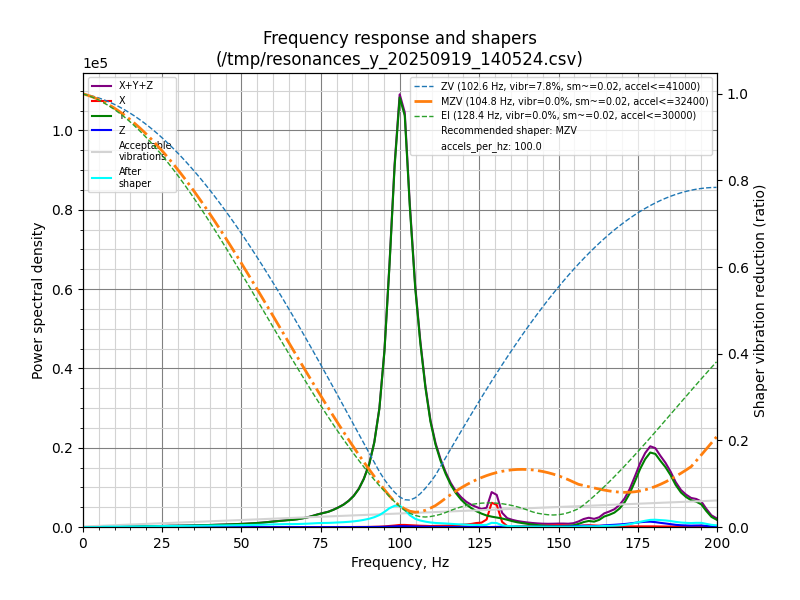 Frequency response and shapers
(/tmp/resonances_y_20250919_140524.csv)
1e5
X+Y+Z
X
Y
Z
Acceptable
vibrations
After
shaper
ZV (102.6 Hz, vibr=7.8%, sm~=0.02, accel<=41000)
MZV (104.8 Hz, vibr=0.0%, sm~=0.02, accel<=32400)
EI (128.4 Hz, vibr=0.0%, sm~=0.02, accel<=30000)
Recommended shaper: MZV
accels_per_hz: 100.0
Power spectral density
1.0
0.8
0.6
0.4
0.2
0.0
1.0
0.8
0.6
0.4
0.2
0.0
Shaper vibration reduction (ratio)
0 25 50 75 100 125 150 175 200
Frequency, Hz